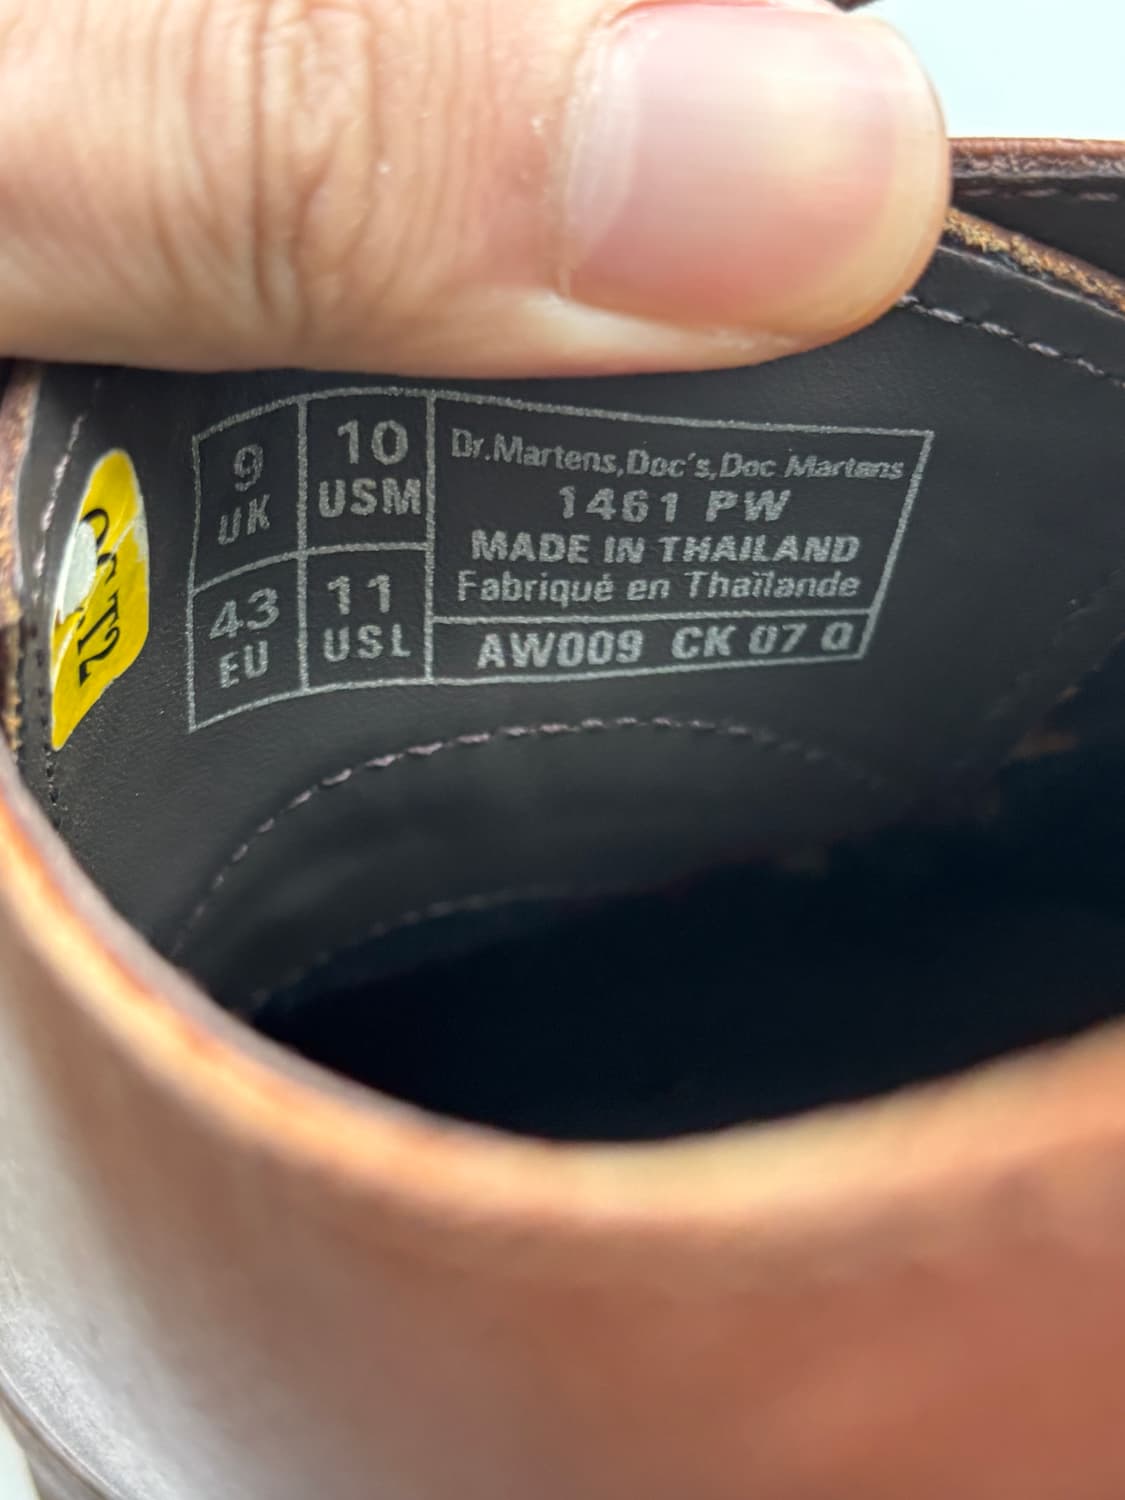 9
UK
10
USM
43
EU
11
USL
Dr.Martens,Doc's,Doc Martens
1461 PW
MADE IN THAILAND
Fabriqué en Thaïlande
AW009 CK 07 Q